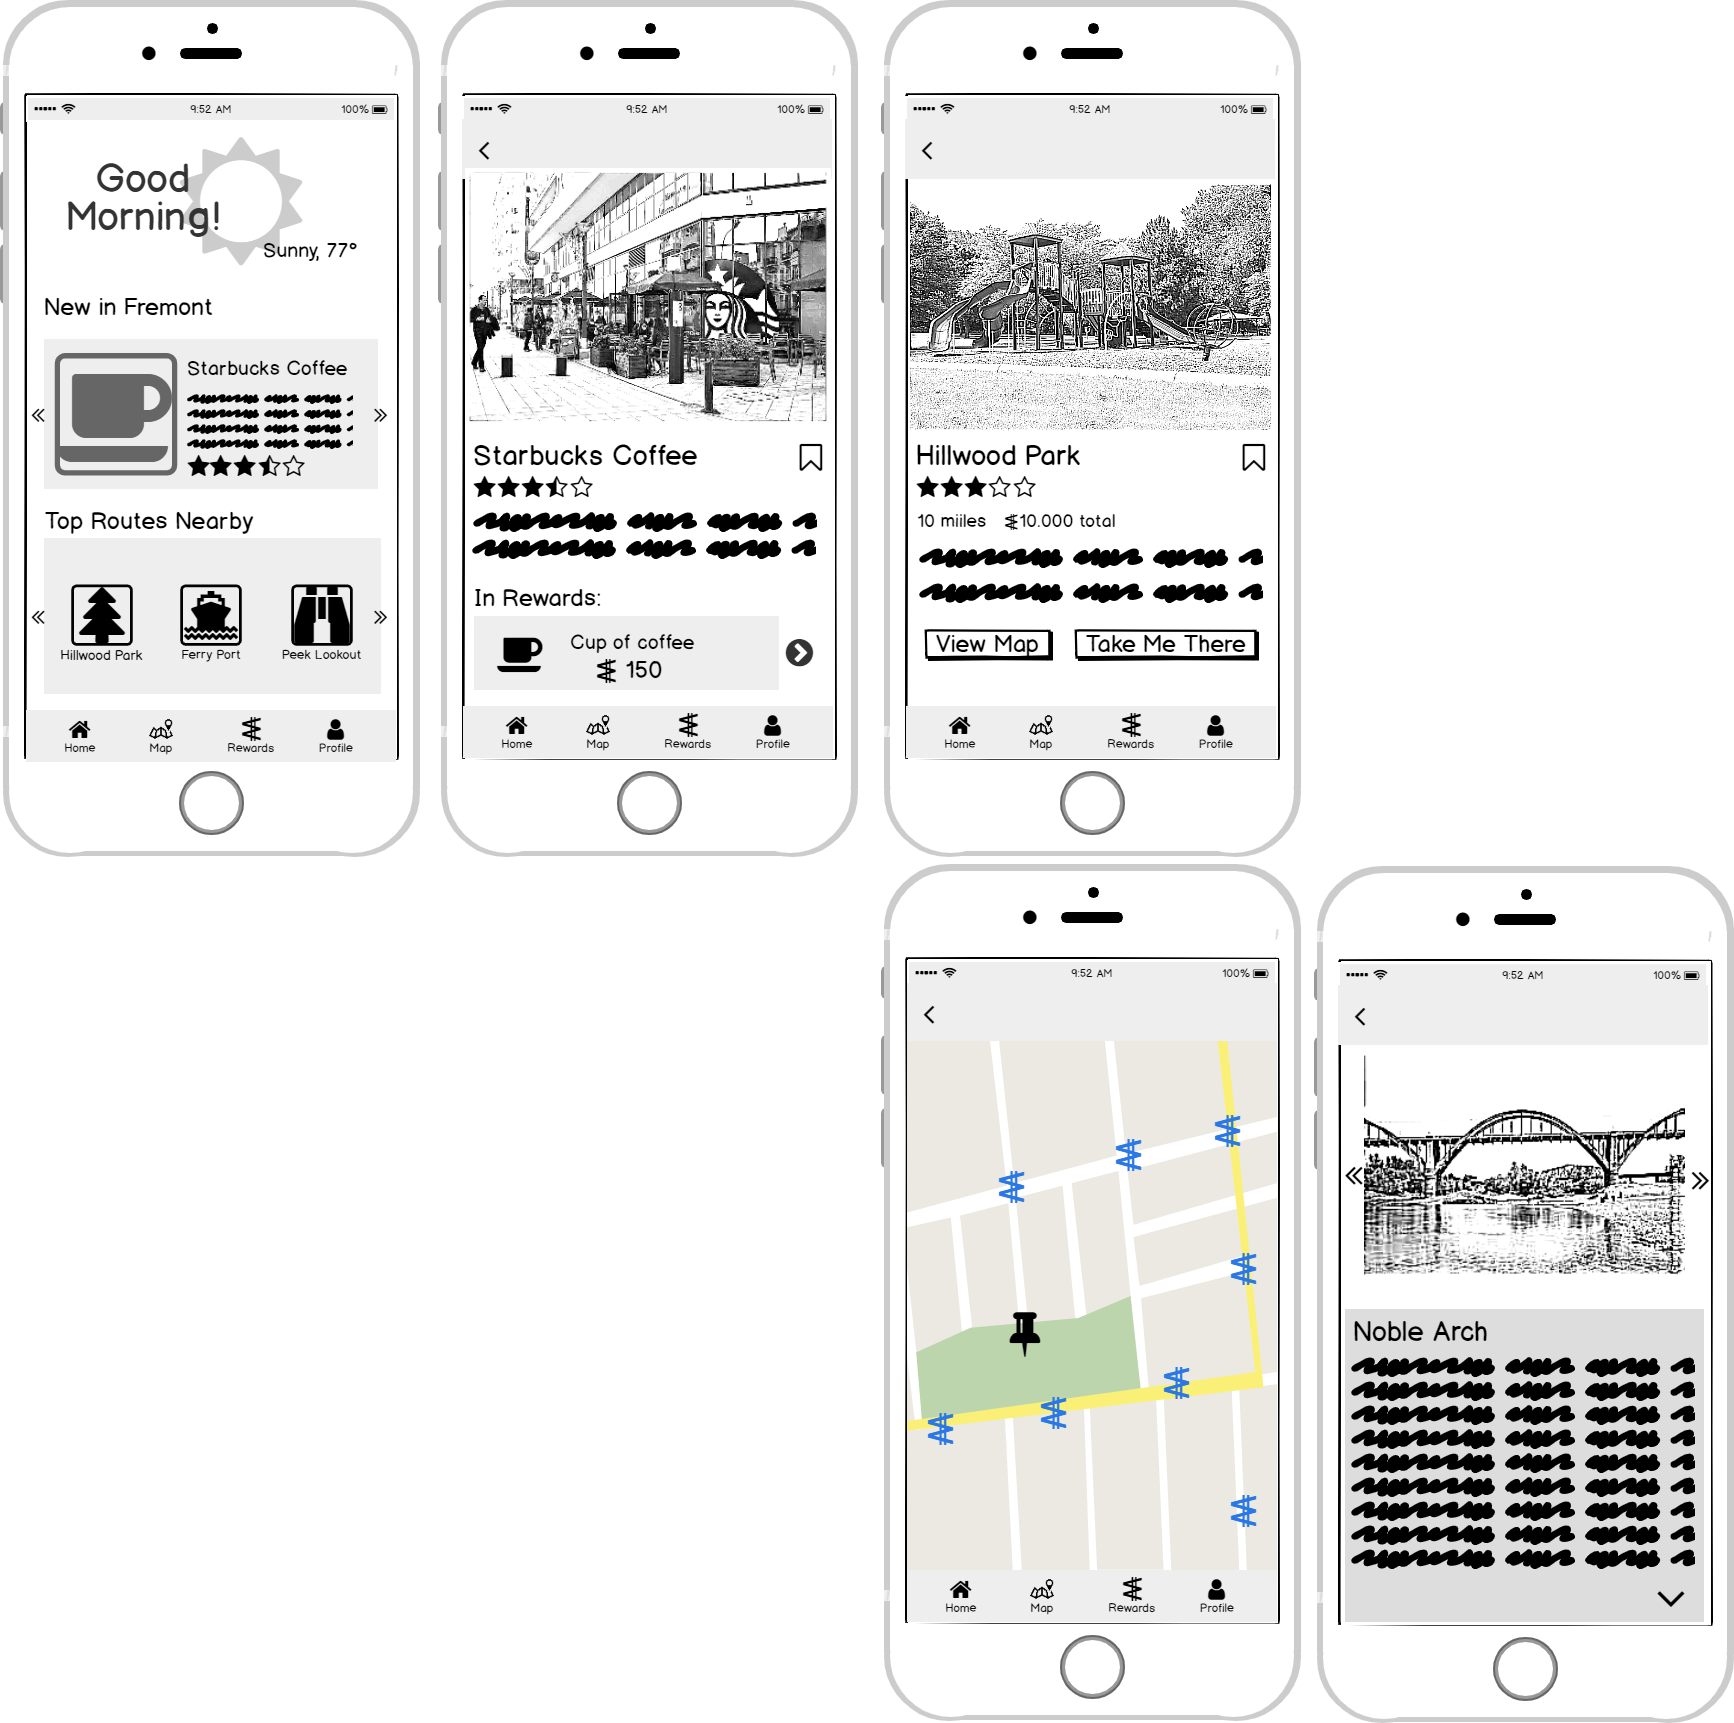 9:52 AM 100%
Good
Morning!
Sunny, 77°
New in Fremont
Starbucks Coffee
Top Routes Nearby
Hillwood Park Ferry Port Peek Lookout
Home Map Rewards Profile
9:52 AM 100%
Starbucks Coffee
In Rewards:
Cup of coffee
150
Home Map Rewards Profile
9:52 AM 100%
Hillwood Park
10 miiles 10.000 total
View Map Take Me There
Home Map Rewards Profile
9:52 AM 100%
Home Map Rewards Profile
9:52 AM 100%
Noble Arch